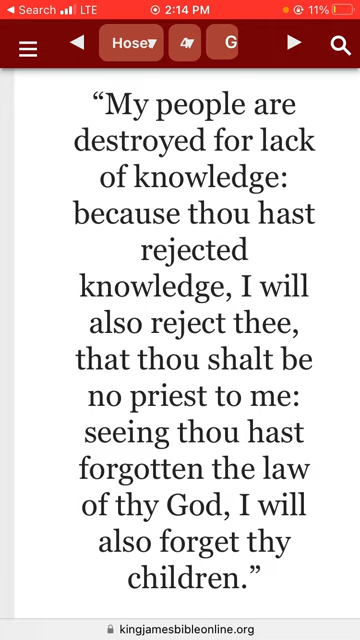 Search LTE 2:14 PM 11%
Hose 4 G
“My people are
destroyed for lack
of knowledge:
because thou hast
rejected
knowledge, I will
also reject thee,
that thou shalt be
no priest to me:
seeing thou hast
forgotten the law
of thy God, I will
also forget thy
children.”
kingjamesbibleonline.org